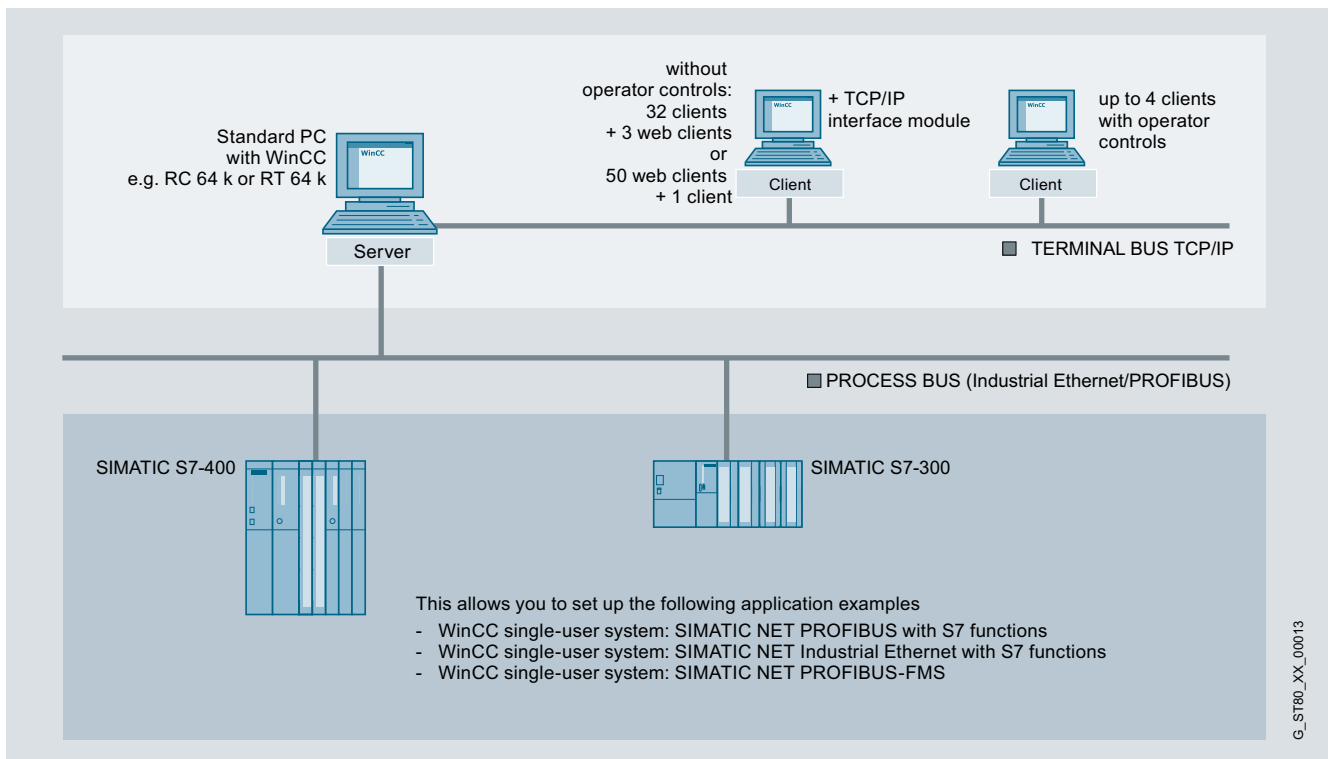 without
operator controls:
32 clients
+ 3 web clients
or
50 web clients
+ 1 client
WinCC
+ TCP/IP
interface module
Client
WinCC
up to 4 clients
with operator
controls
Client
Standard PC
with WinCC
e.g. RC 64 k or RT 64 k
WinCC
Server
TERMINAL BUS TCP/IP
PROCESS BUS (Industrial Ethernet/PROFIBUS)
SIMATIC S7-400
SIMATIC S7-300
This allows you to set up the following application examples
- WinCC single-user system: SIMATIC NET PROFIBUS with S7 functions
- WinCC single-user system: SIMATIC NET Industrial Ethernet with S7 functions
- WinCC single-user system: SIMATIC NET PROFIBUS-FMS
G_ST80_XX_00013